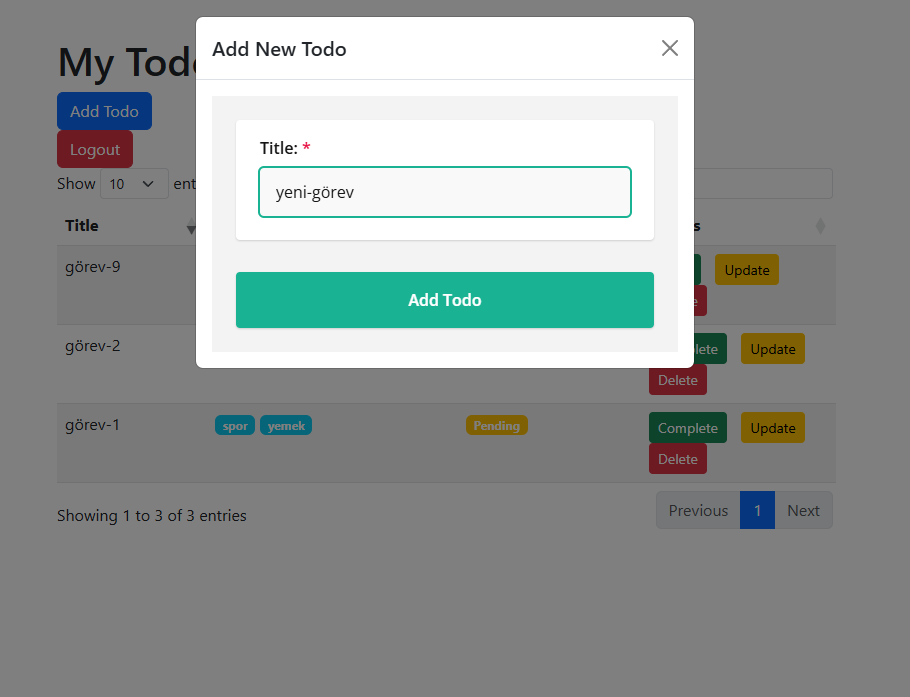 Add New Todo
My Todo
Add Todo
Logout
Title: *
yeni-görev
Add Todo
Show 10
Title
görev-9
Update
görev-2
Update
Delete
görev-1 spor yemek Pending Complete Update
Delete
Showing 1 to 3 of 3 entries
Previous 1 Next